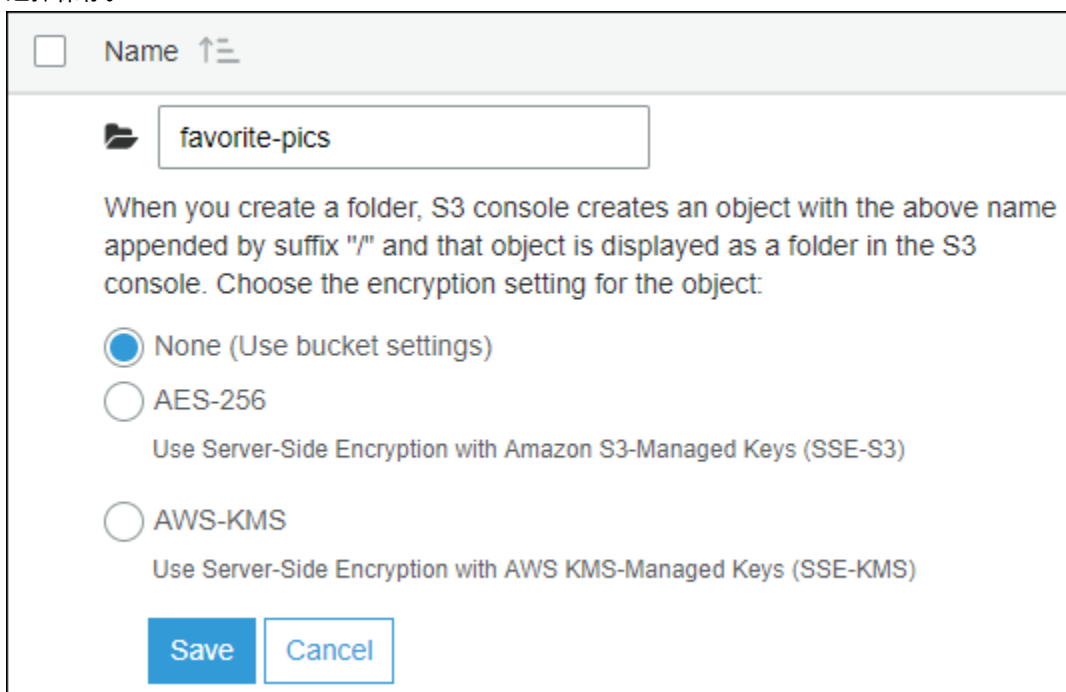 Name
favorite-pics
When you create a folder, S3 console creates an object with the above name
appended by suffix "/" and that object is displayed as a folder in the S3
console. Choose the encryption setting for the object:
None (Use bucket settings)
AES-256
Use Server-Side Encryption with Amazon S3-Managed Keys (SSE-S3)
AWS-KMS
Use Server-Side Encryption with AWS KMS-Managed Keys (SSE-KMS)
Save Cancel